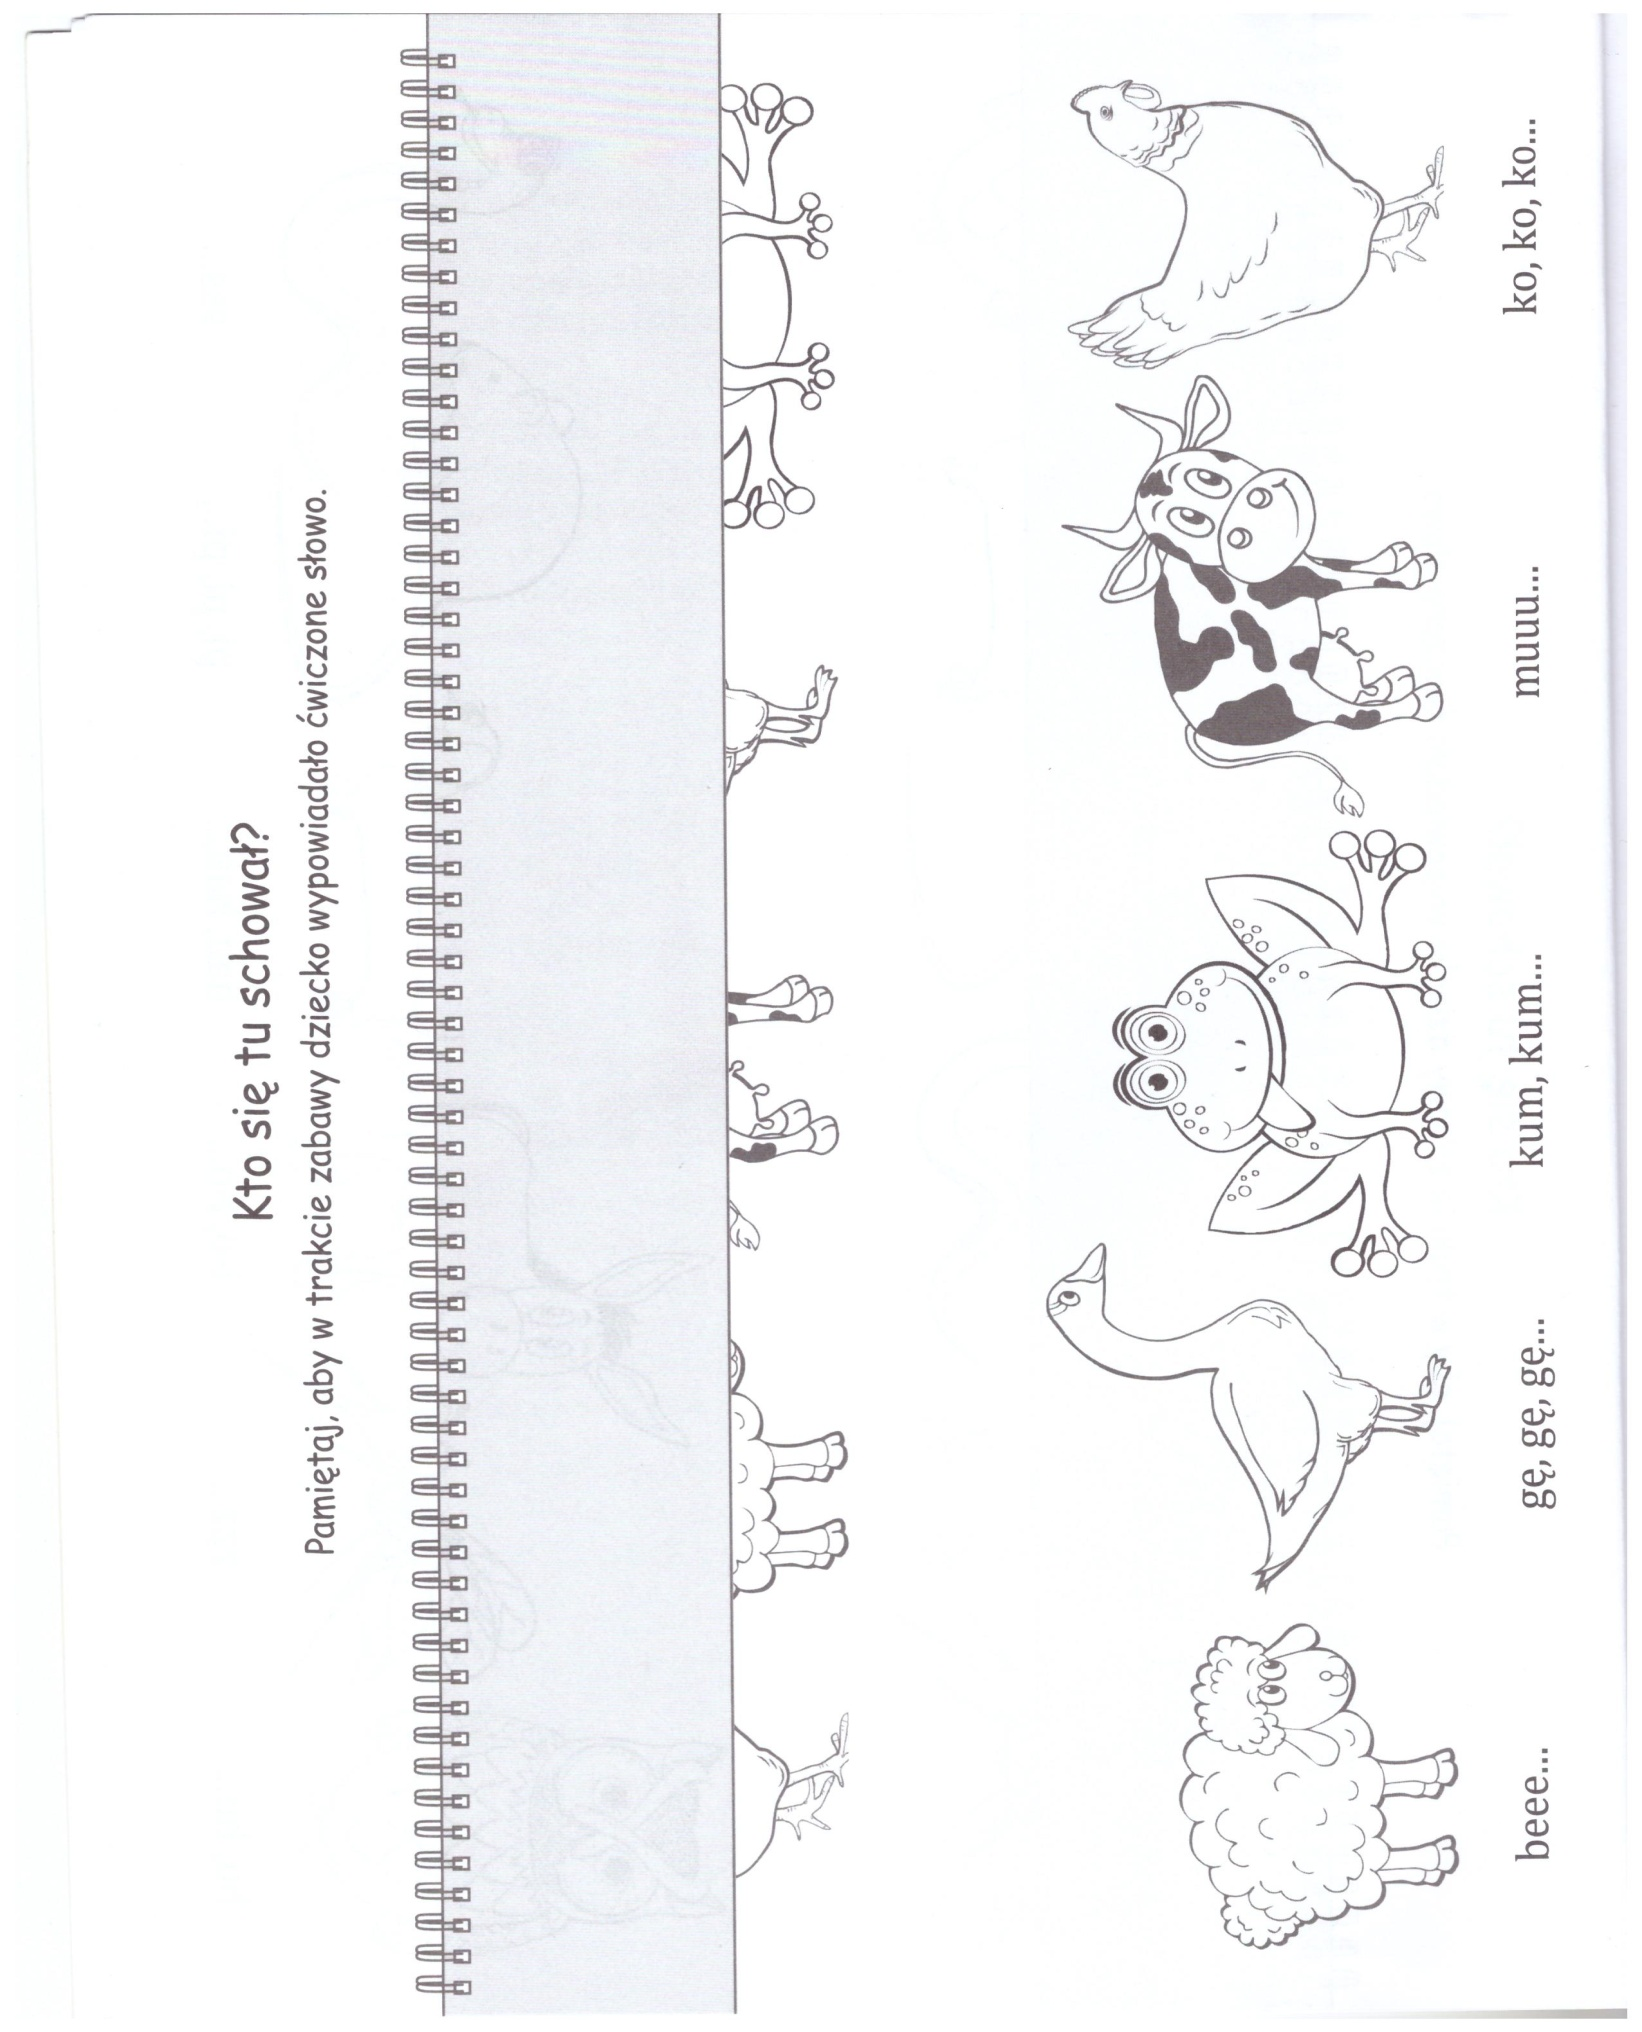 Kto się tu schował?
Pamiętaj, aby w trakcie zabawy dziecko wypowiadało ćwiczone słowo.
beee... gę, gę, gę... kum, kum... muuu... ko, ko, ko...